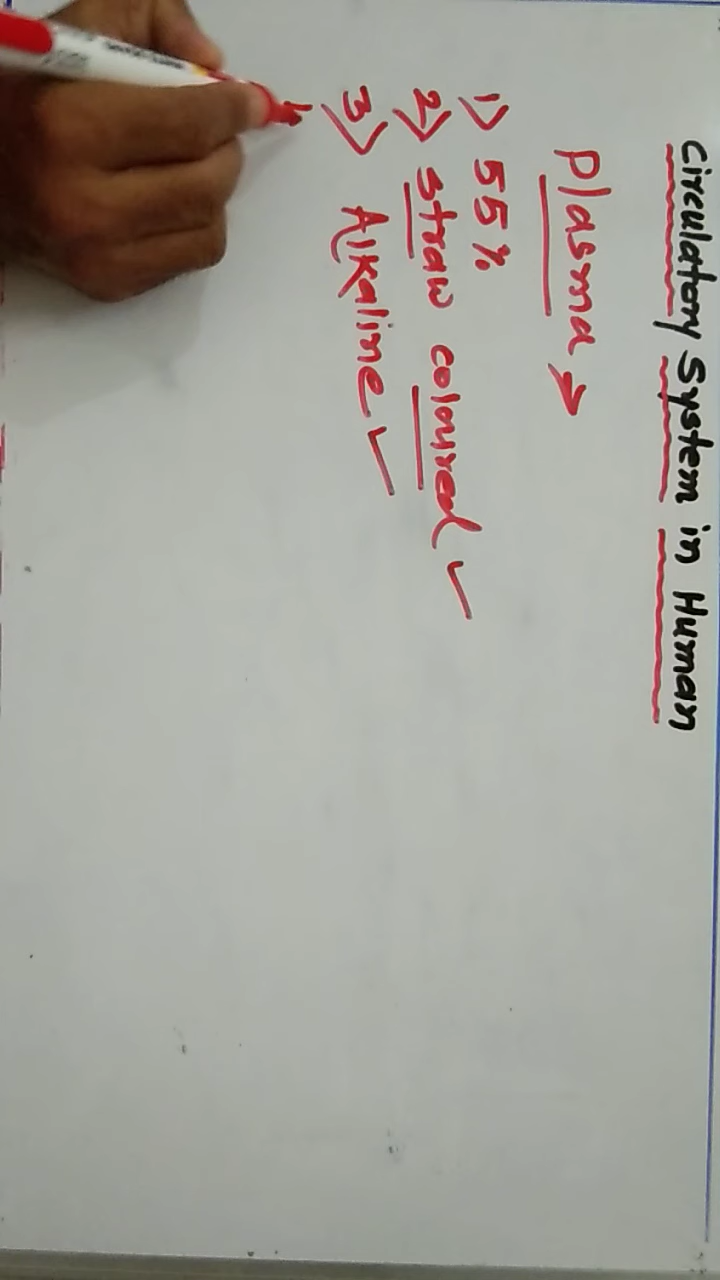 Circulatory System in Human
Plasma →
1) 55%
2) straw coloured ✓
3) Alkaline ✓